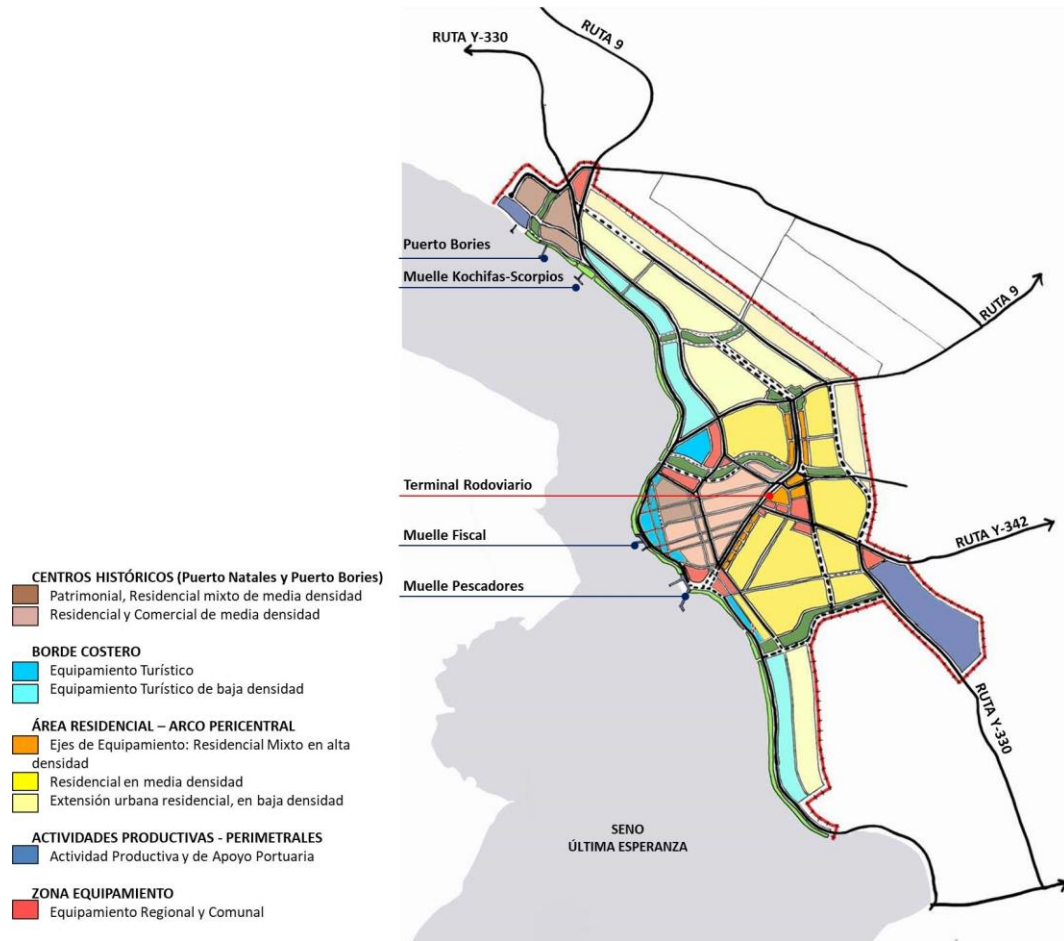 RUTA 9
RUTA Y-330
Puerto Bories
Muelle Kochifas-Scorpios
RUTA 9
Terminal Rodoviario
RUTA Y-342
Muelle Fiscal
Muelle Pescadores
RUTA Y-330
SENO
ÚLTIMA ESPERANZA
CENTROS HISTÓRICOS (Puerto Natales y Puerto Bories)
Patrimonial, Residencial mixto de media densidad
Residencial y Comercial de media densidad
BORDE COSTERO
Equipamiento Turístico
Equipamiento Turístico de baja densidad
ÁREA RESIDENCIAL – ARCO PERICENTRAL
Ejes de Equipamiento: Residencial Mixto en alta
densidad
Residencial en media densidad
Extensión urbana residencial, en baja densidad
ACTIVIDADES PRODUCTIVAS - PERIMETRALES
Actividad Productiva y de Apoyo Portuaria
ZONA EQUIPAMIENTO
Equipamiento Regional y Comunal